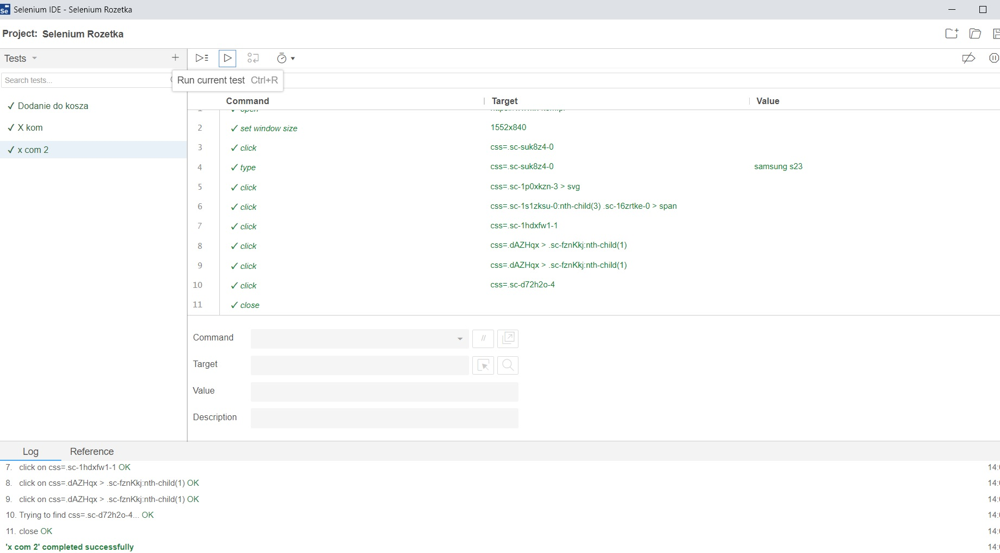 Selenium IDE - Selenium Rozetka
Project: Selenium Rozetka
Tests
Search tests...
Run current test Ctrl+R
✓ Dodanie do kosza
✓ X kom
✓ x com 2
Command Target Value
1 ✓ open
2 ✓ set window size 1552x840
3 ✓ click css=.sc-suk8z4-0
4 ✓ type css=.sc-suk8z4-0 samsung s23
5 ✓ click css=.sc-1p0xkzn-3 > svg
6 ✓ click css=.sc-1s1zksu-0:nth-child(3) .sc-16zrtke-0 > span
7 ✓ click css=.sc-1hdxfw1-1
8 ✓ click css=.dAZHqx > .sc-fznKkj:nth-child(1)
9 ✓ click css=.dAZHqx > .sc-fznKkj:nth-child(1)
10 ✓ click css=.sc-d72h2o-4
11 ✓ close
Command //
Target
Value
Description
Log Reference
7. click on css=.sc-1hdxfw1-1 OK 14:
8. click on css=.dAZHqx > .sc-fznKkj:nth-child(1) OK 14:
9. click on css=.dAZHqx > .sc-fznKkj:nth-child(1) OK 14:
10. Trying to find css=.sc-d72h2o-4... OK 14:
11. close OK 14:
'x com 2' completed successfully 14: